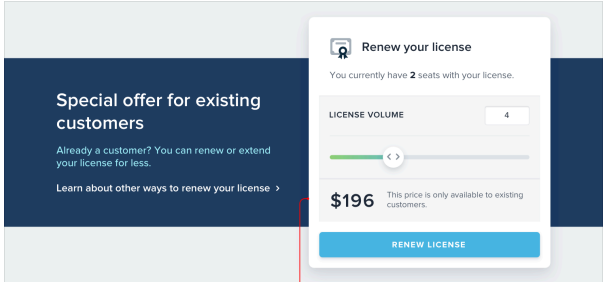 Special offer for existing
customers
Already a customer? You can renew or extend
your license for less.
Learn about other ways to renew your license >
Renew your license
You currently have 2 seats with your license.
LICENSE VOLUME
4
< >
$196
This price is only available to existing
customers.
RENEW LICENSE